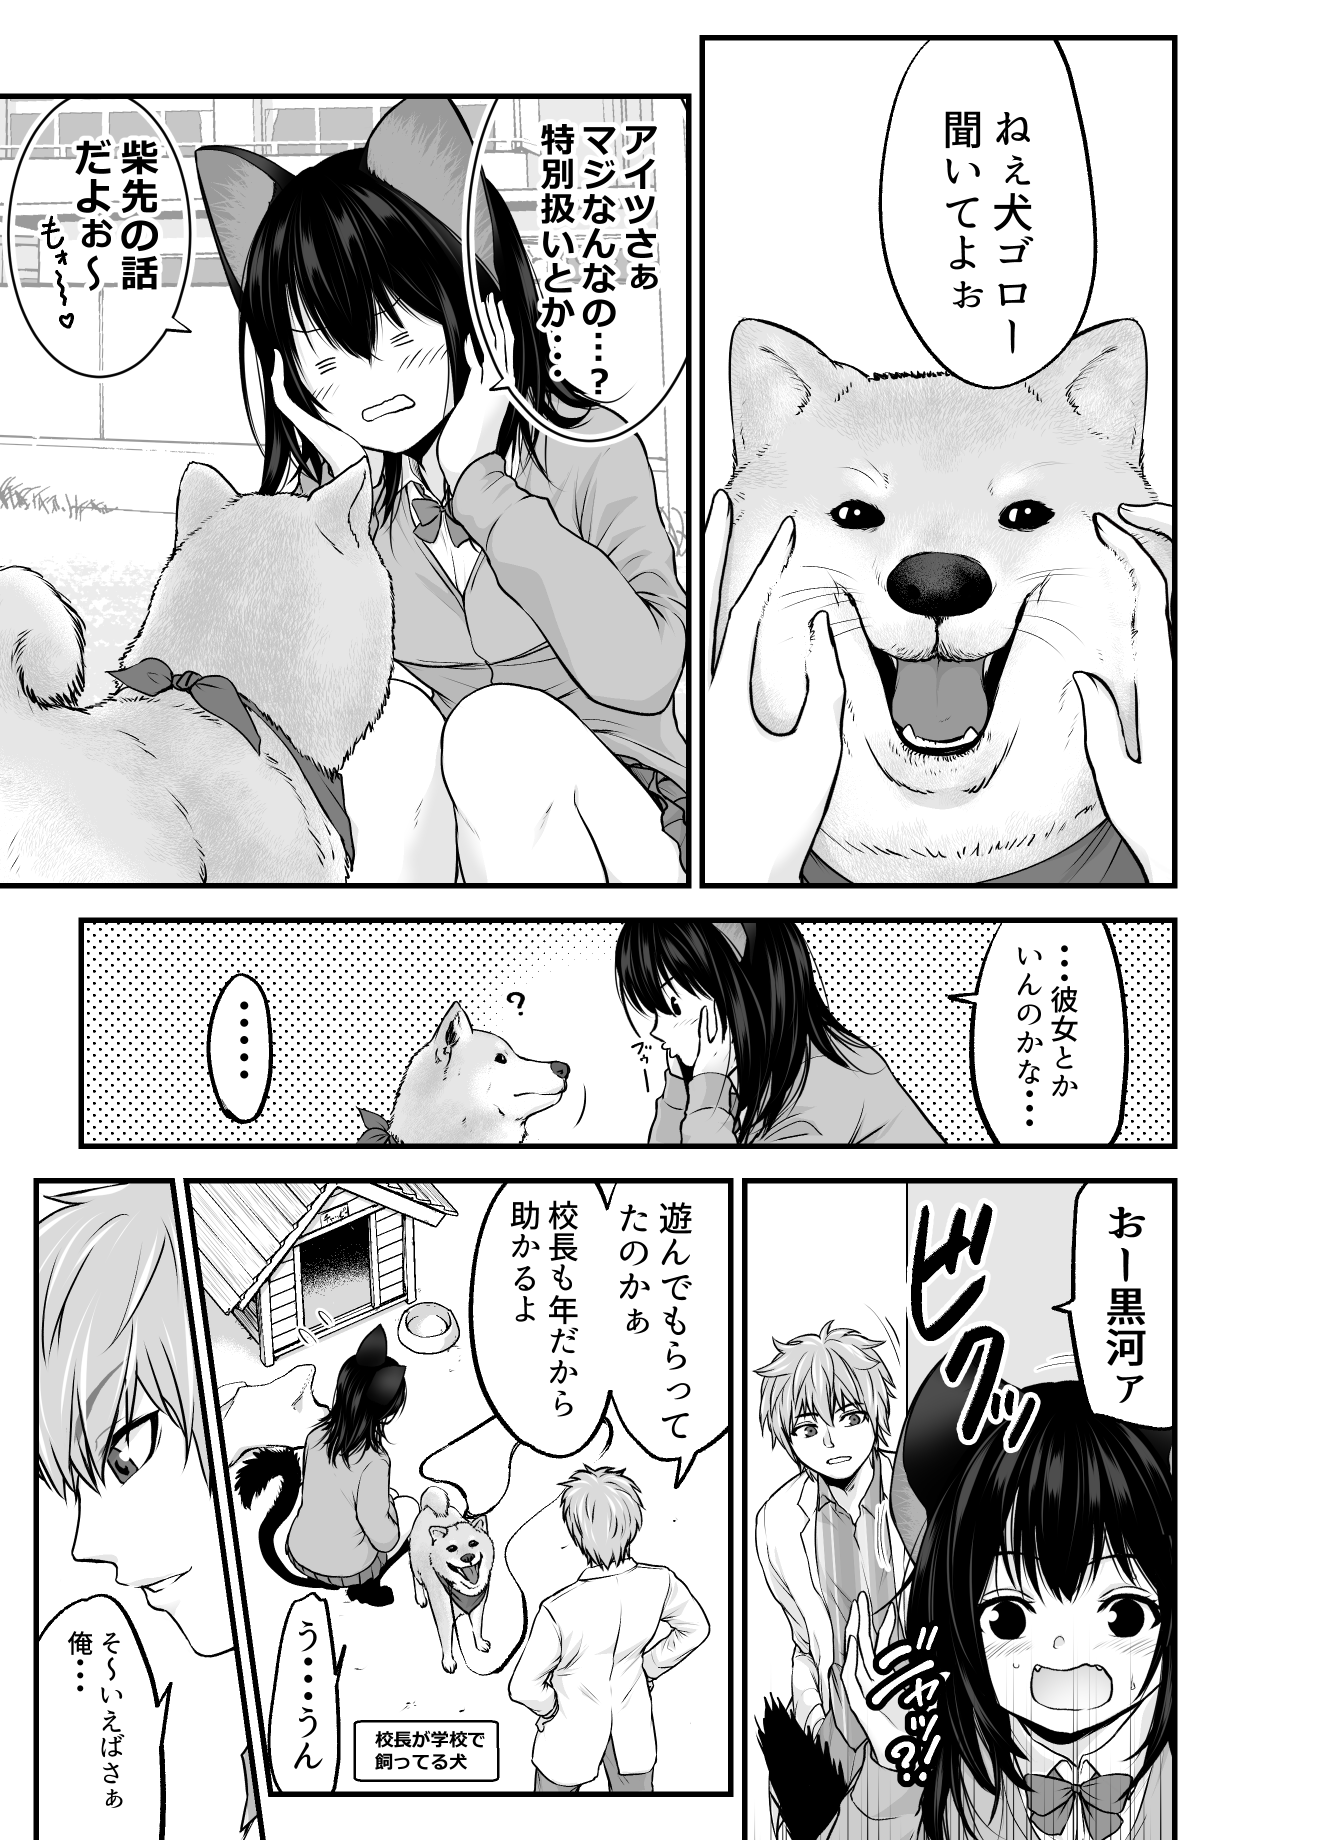 ねぇ犬ゴロー
聞いてよぉ
アイツさぁ
マジなんなの…?
特別扱いとか…
柴先の話
だよぉ～
もォ～～♡
…彼女とか
いんのかな…
ブゥー
?
……
おー黒河ァ
ビクッ
ニャッ!?
遊んでもらって
たのかぁ
校長も年だから
助かるよ
う…うん
校長が学校で
飼ってる犬
そ～いえばさぁ
俺…